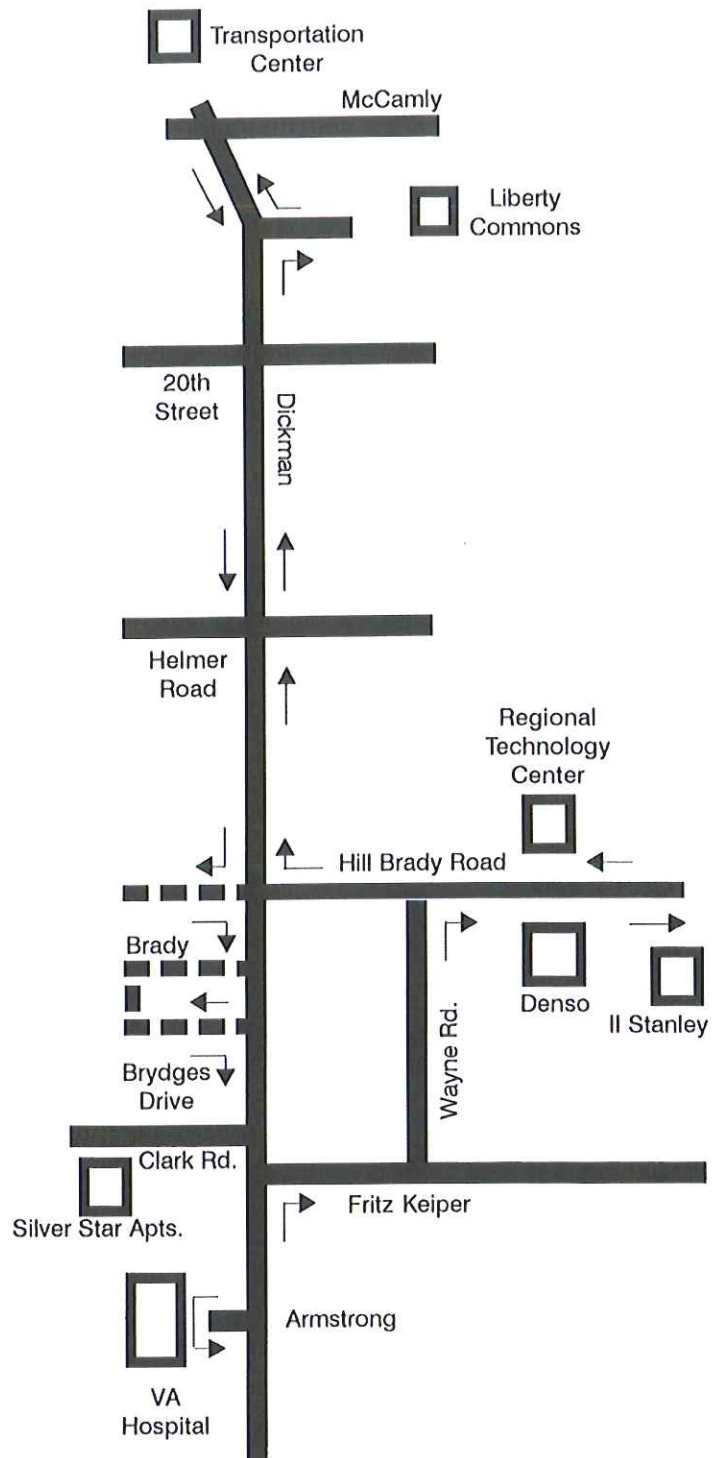 Transportation
Center
McCamly
Liberty
Commons
20th
Street
Dickman
Helmer
Road
Regional
Technology
Center
Hill Brady Road
Brady
Denso
II Stanley
Wayne Rd.
Brydges
Drive
Clark Rd.
Silver Star Apts.
Fritz Keiper
Armstrong
VA
Hospital